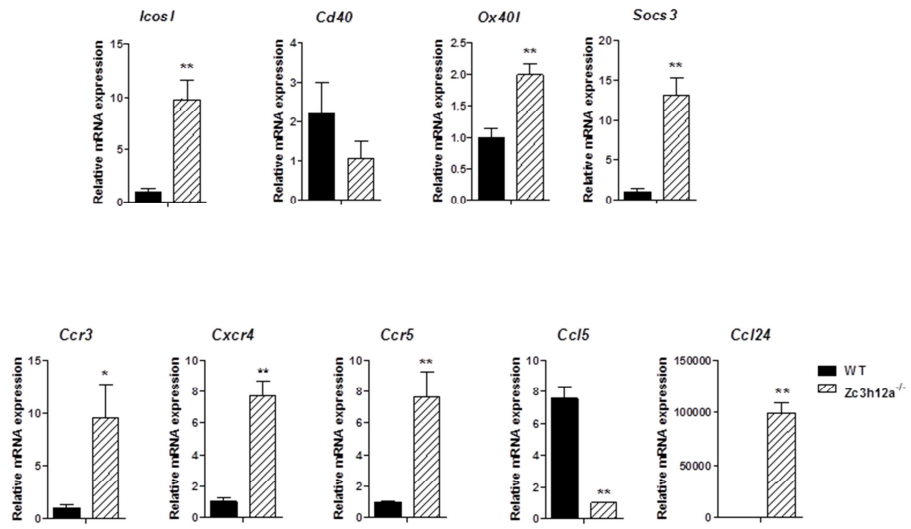 Icosl
Relative mRNA expression
15
10
5
0
**
Cd40
Relative mRNA expression
4
3
2
1
0
Ox40l
Relative mRNA expression
2.5
2.0
1.5
1.0
0.5
0.0
**
Socs3
Relative mRNA expression
15
10
5
0
**
Ccr3
Relative mRNA expression
15
10
5
0
*
Cxcr4
Relative mRNA expression
10
8
6
4
2
0
**
Ccr5
Relative mRNA expression
10
8
6
4
2
0
**
Ccl5
Relative mRNA expression
10
8
6
4
2
0
**
Ccl24
Relative mRNA expression
150000
100000
50000
0
**
WT
Zc3h12a-/-